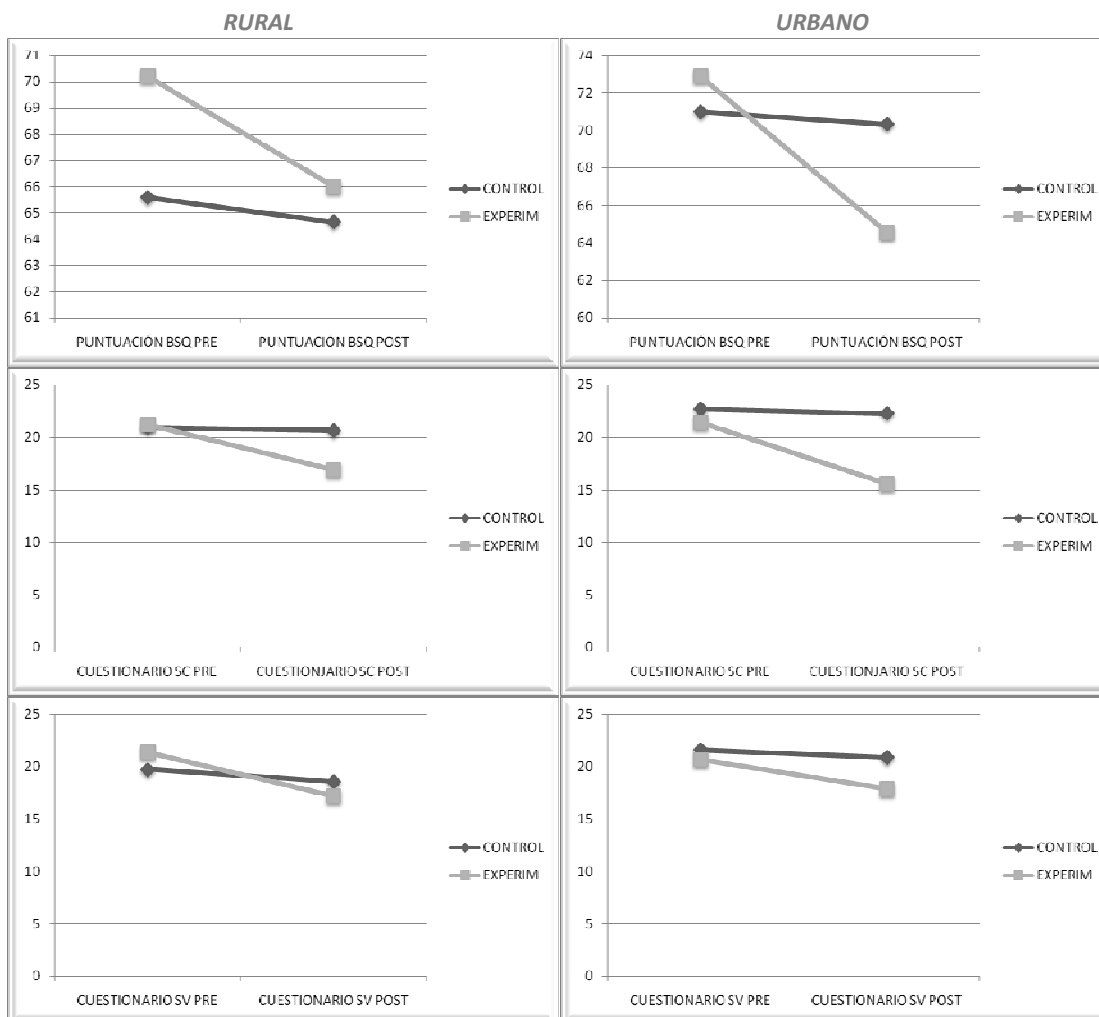 RURAL
URBANO
71
70
69
68
67
66
65
64
63
62
61
CONTROL
EXPERIM
PUNTUACIÓN BSQ PRE
PUNTUACIÓN BSQ POST
74
72
70
68
66
64
62
60
CONTROL
EXPERIM
PUNTUACIÓN BSQ PRE
PUNTUACIÓN BSQ POST
25
20
15
10
5
0
CONTROL
EXPERIM
CUESTIONARIO SC PRE
CUESTIONJARIO SC POST
25
20
15
10
5
0
CONTROL
EXPERIM
CUESTIONARIO SC PRE
CUESTIONJARIO SC POST
25
20
15
10
5
0
CONTROL
EXPERIM
CUESTIONARIO SV PRE
CUESTIONARIO SV POST
25
20
15
10
5
0
CONTROL
EXPERIM
CUESTIONARIO SV PRE
CUESTIONARIO SV POST